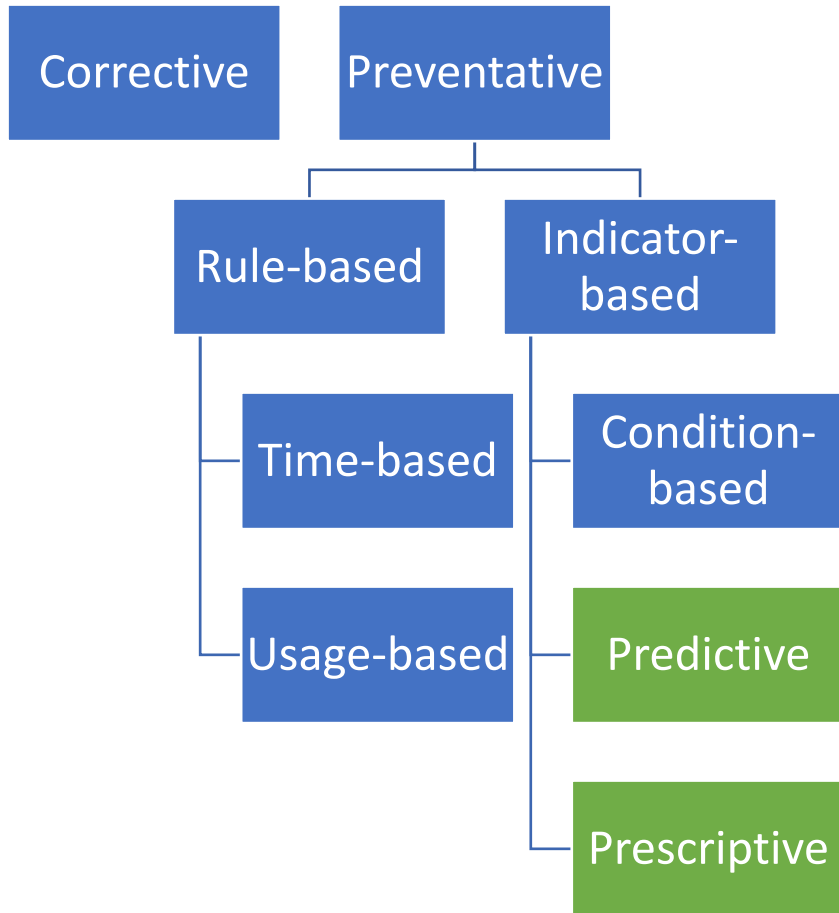 Corrective
Preventative
Rule-based
Indicator-
based
Time-based
Condition-
based
Usage-based
Predictive
Prescriptive